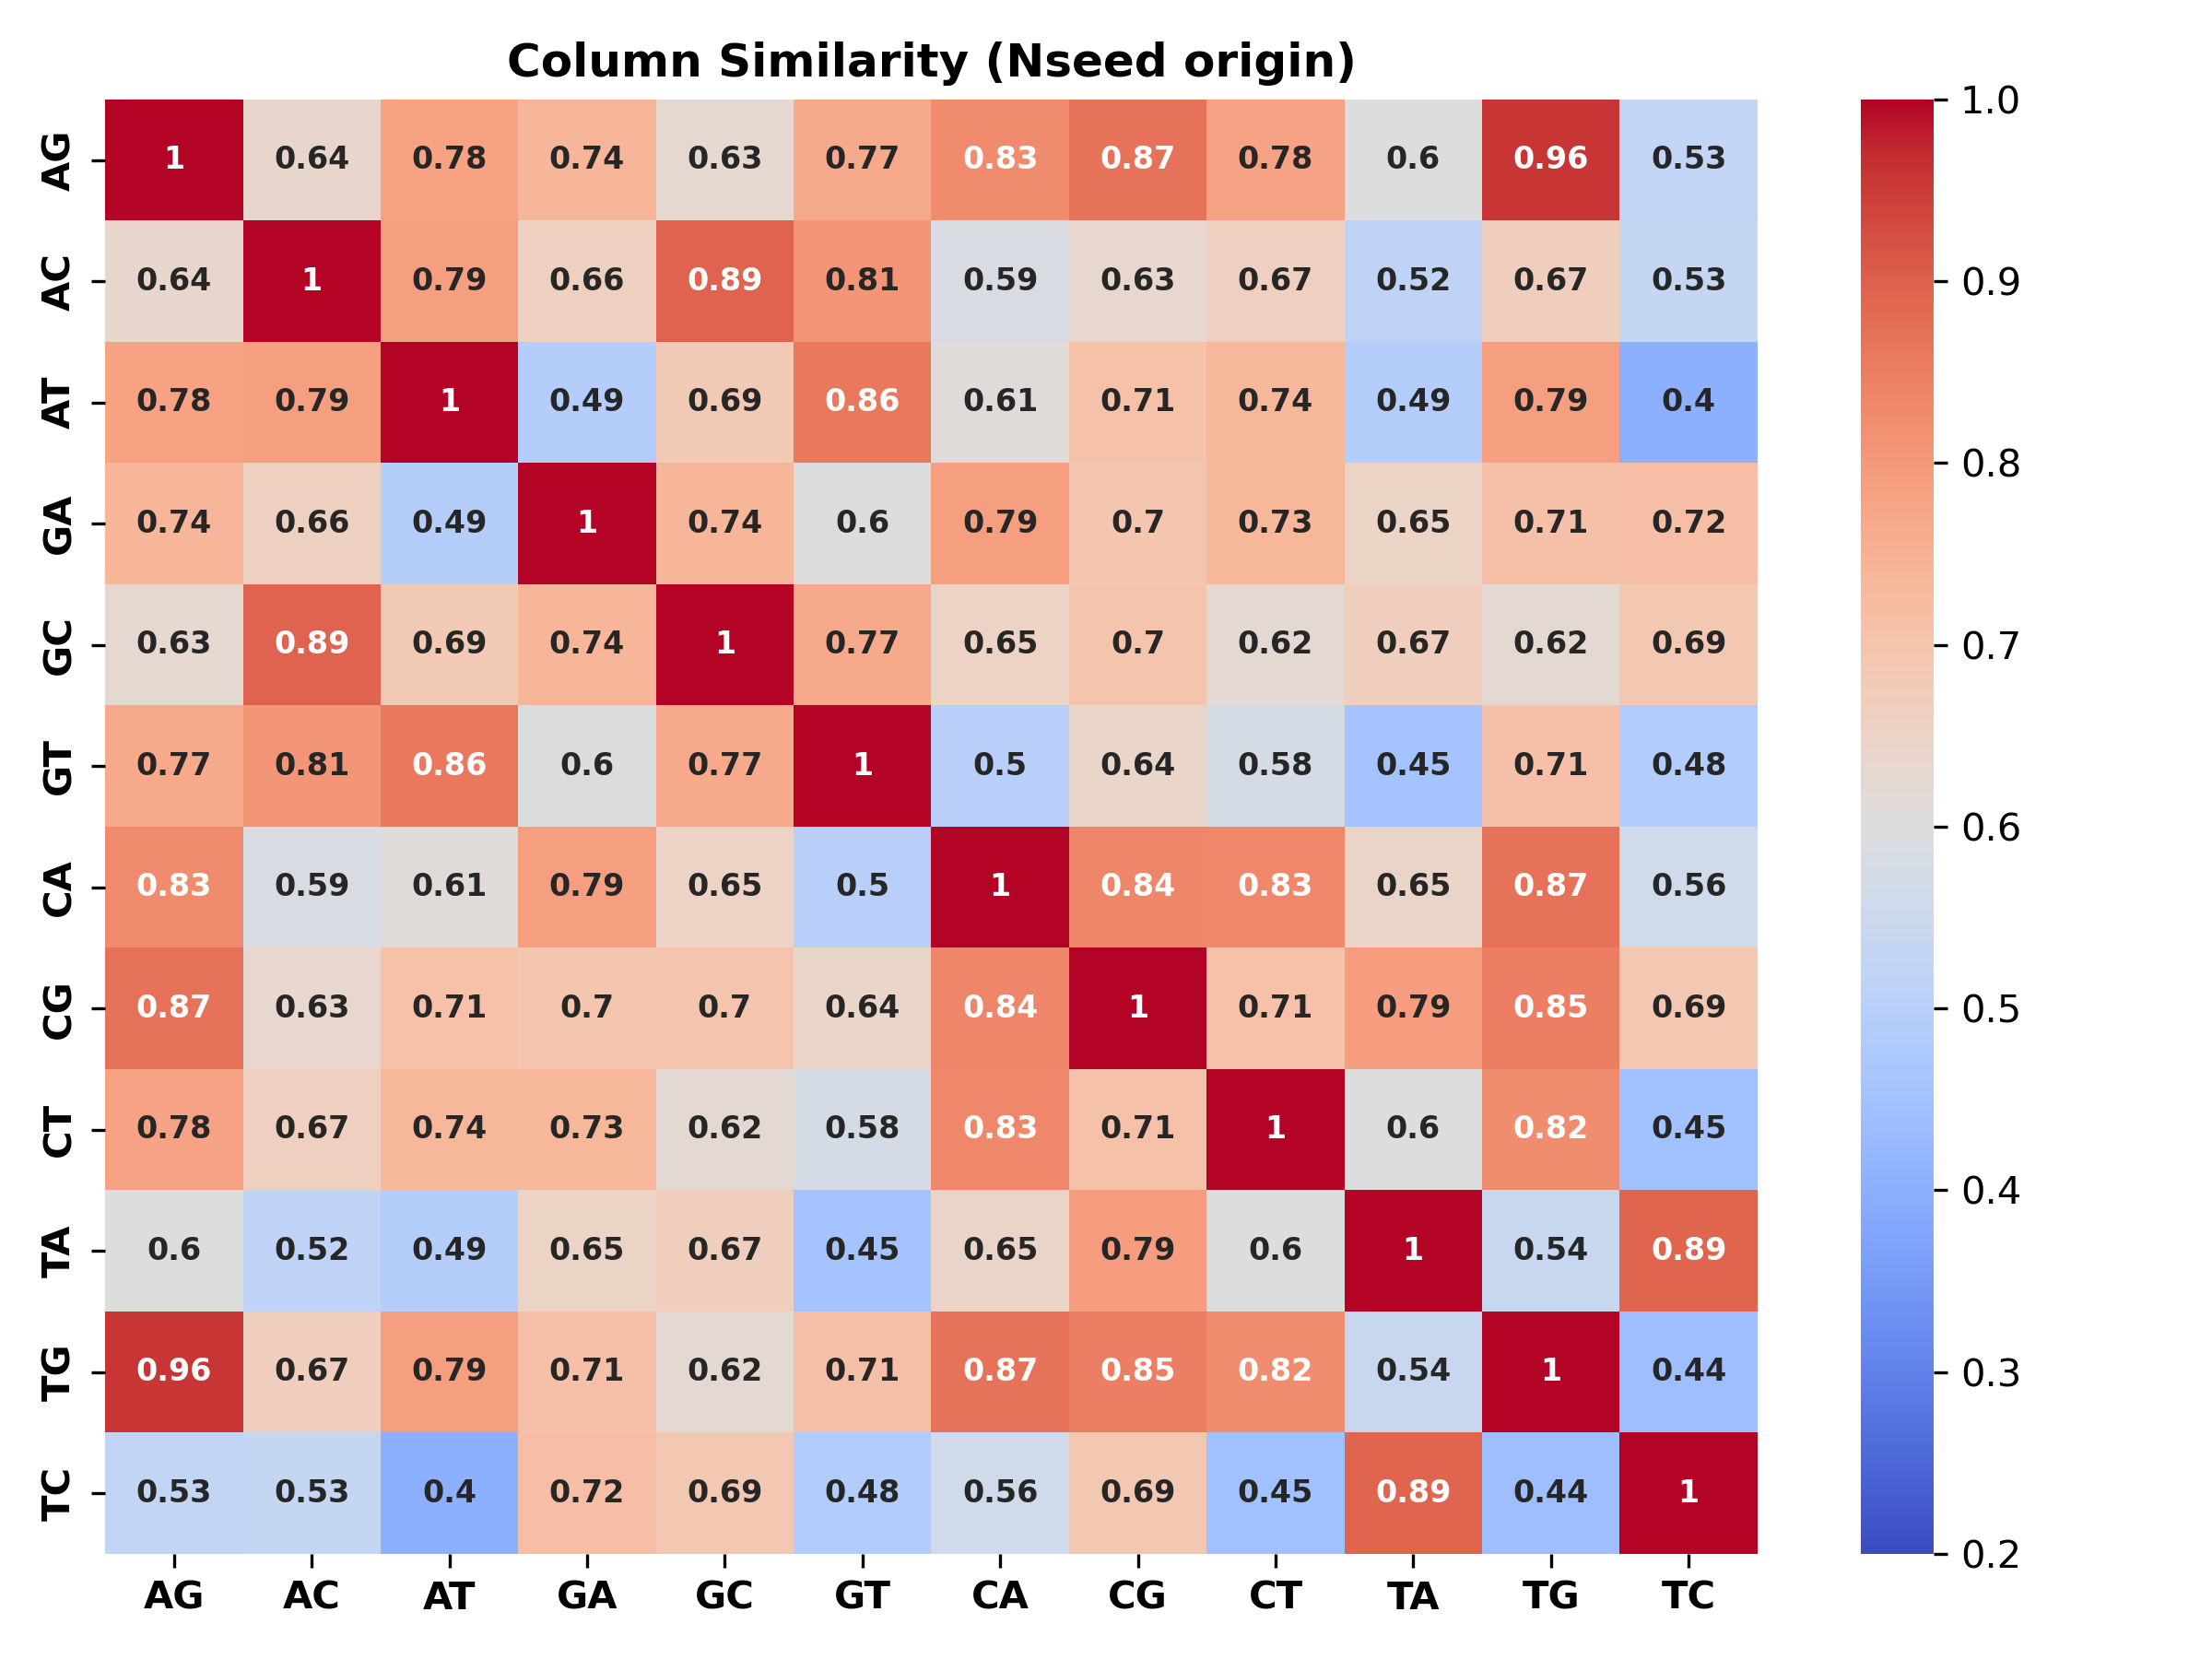 Column Similarity (Nseed origin)
AG 1 0.64 0.78 0.74 0.63 0.77 0.83 0.87 0.78 0.6 0.96 0.53
AC 0.64 1 0.79 0.66 0.89 0.81 0.59 0.63 0.67 0.52 0.67 0.53
AT 0.78 0.79 1 0.49 0.69 0.86 0.61 0.71 0.74 0.49 0.79 0.4
GA 0.74 0.66 0.49 1 0.74 0.6 0.79 0.7 0.73 0.65 0.71 0.72
GC 0.63 0.89 0.69 0.74 1 0.77 0.65 0.7 0.62 0.67 0.62 0.69
GT 0.77 0.81 0.86 0.6 0.77 1 0.5 0.64 0.58 0.45 0.71 0.48
CA 0.83 0.59 0.61 0.79 0.65 0.5 1 0.84 0.83 0.65 0.87 0.56
CG 0.87 0.63 0.71 0.7 0.7 0.64 0.84 1 0.71 0.79 0.85 0.69
CT 0.78 0.67 0.74 0.73 0.62 0.58 0.83 0.71 1 0.6 0.82 0.45
TA 0.6 0.52 0.49 0.65 0.67 0.45 0.65 0.79 0.6 1 0.54 0.89
TG 0.96 0.67 0.79 0.71 0.62 0.71 0.87 0.85 0.82 0.54 1 0.44
TC 0.53 0.53 0.4 0.72 0.69 0.48 0.56 0.69 0.45 0.89 0.44 1
AG AC AT GA GC GT CA CG CT TA TG TC
1.0
0.9
0.8
0.7
0.6
0.5
0.4
0.3
0.2